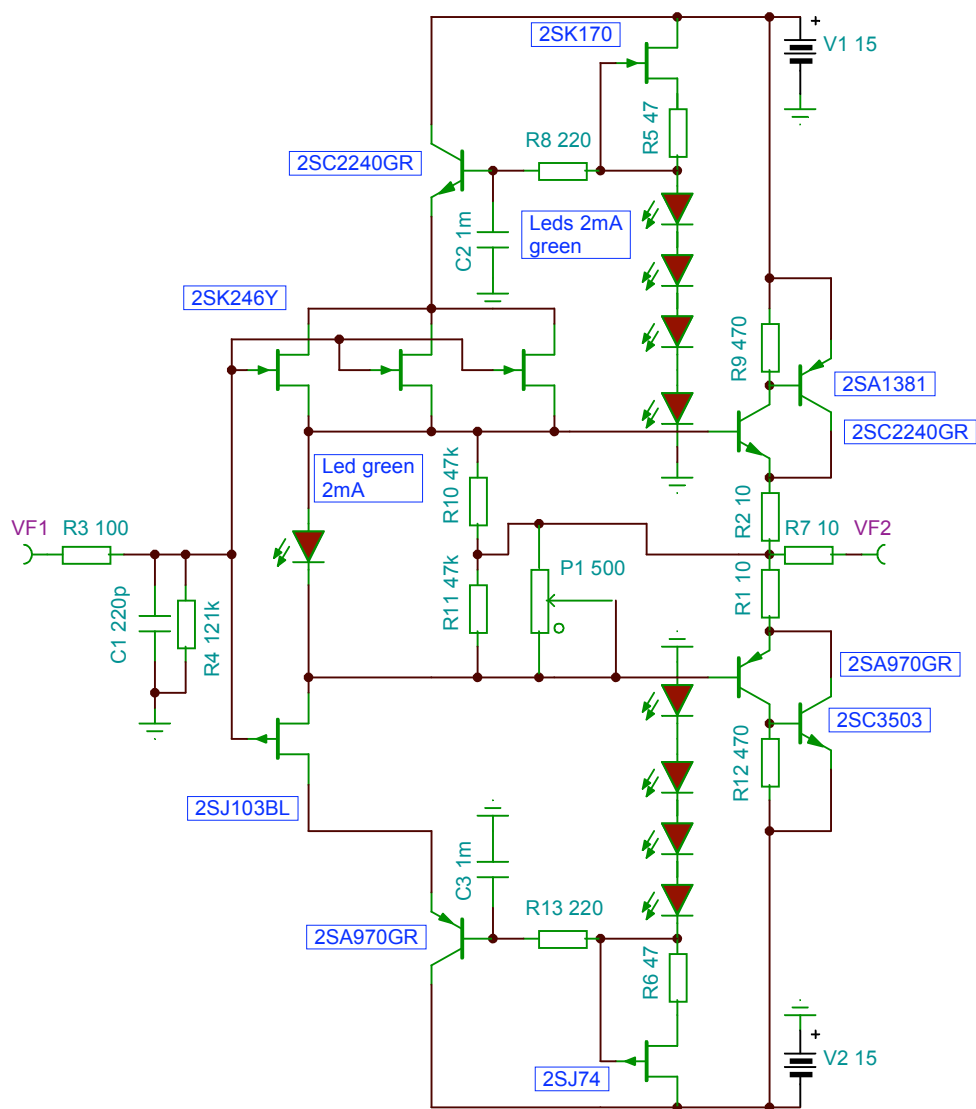 2SK170
+
V1 15
R5 47
R8 220
2SC2240GR
Leds 2mA
green
C2 1m
2SK246Y
R9 470
2SA1381
2SC2240GR
Led green
2mA
R10 47k
R2 10
VF1
R3 100
VF2
R7 10
P1 500
R11 47k
R1 10
C1 220p
R4 121k
2SA970GR
2SC3503
R12 470
2SJ103BL
C3 1m
R13 220
2SA970GR
R6 47
+
V2 15
2SJ74